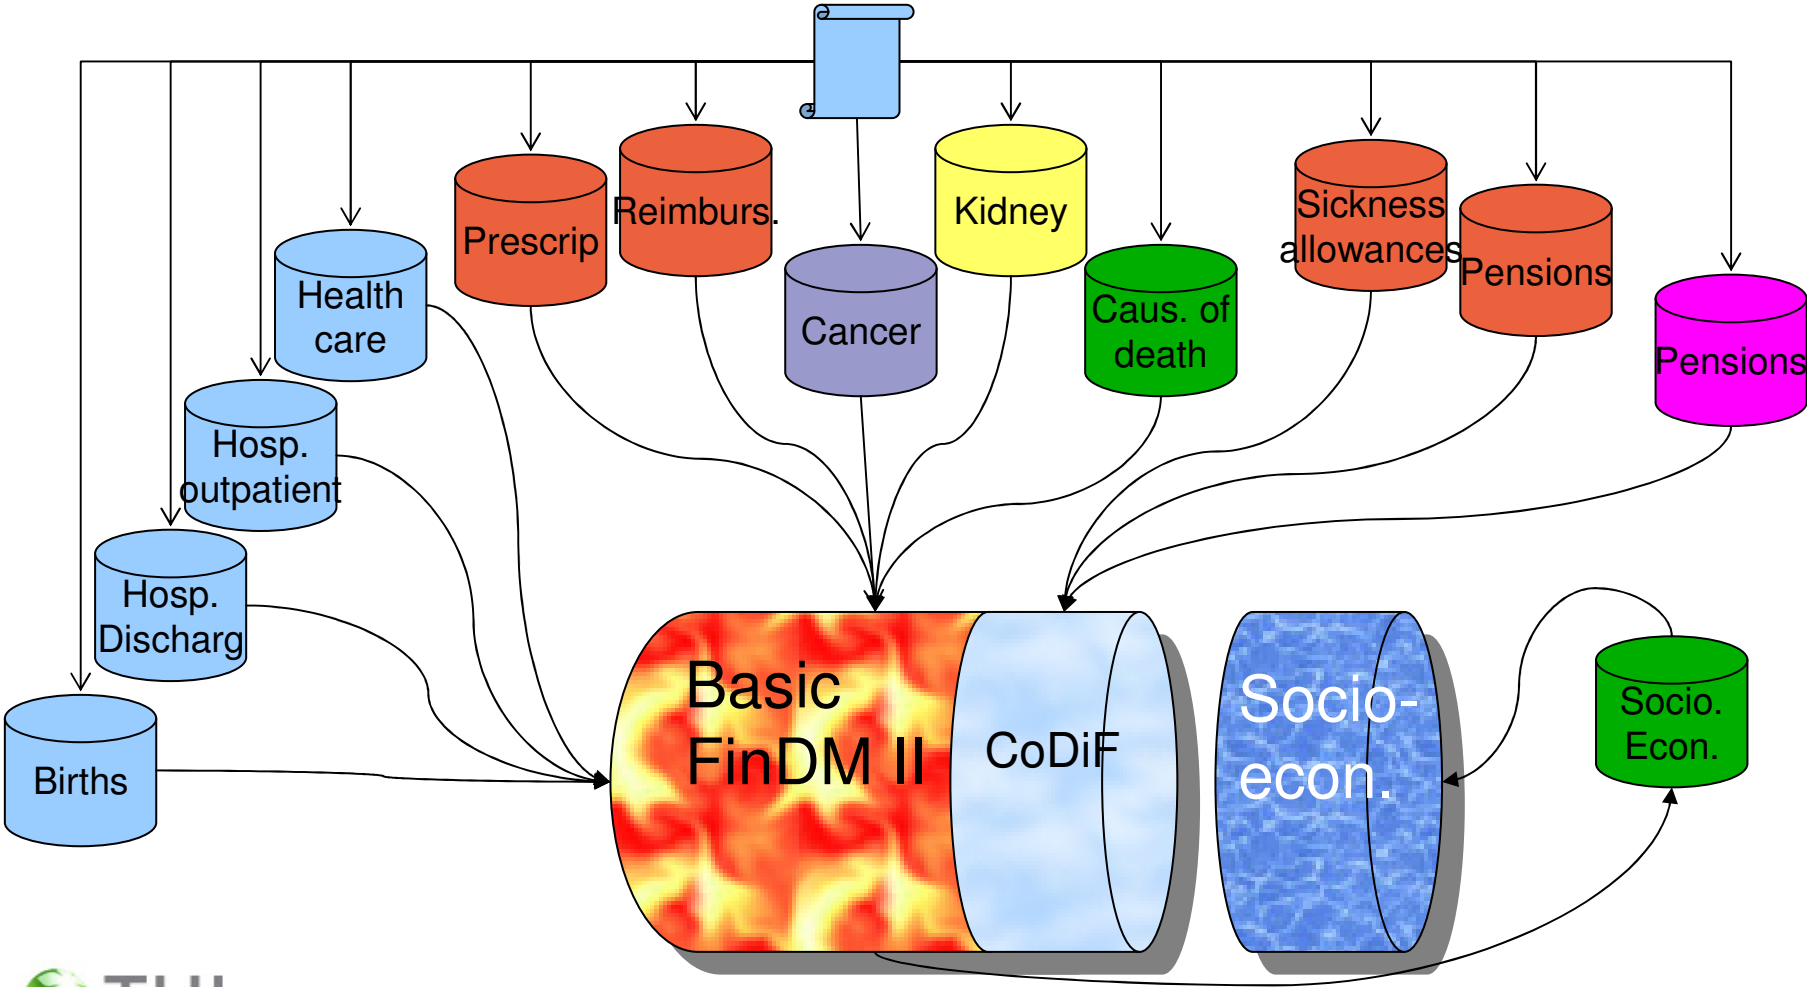 Reimburs.
Kidney
Sickness
allowances
Prescrip
Pensions
Health
care
Cancer
Caus. of
death
Pensions
Hosp.
outpatient
Hosp.
Discharg
Births
Basic
FinDM II
CoDiF
Socio-
econ.
Socio.
Econ.